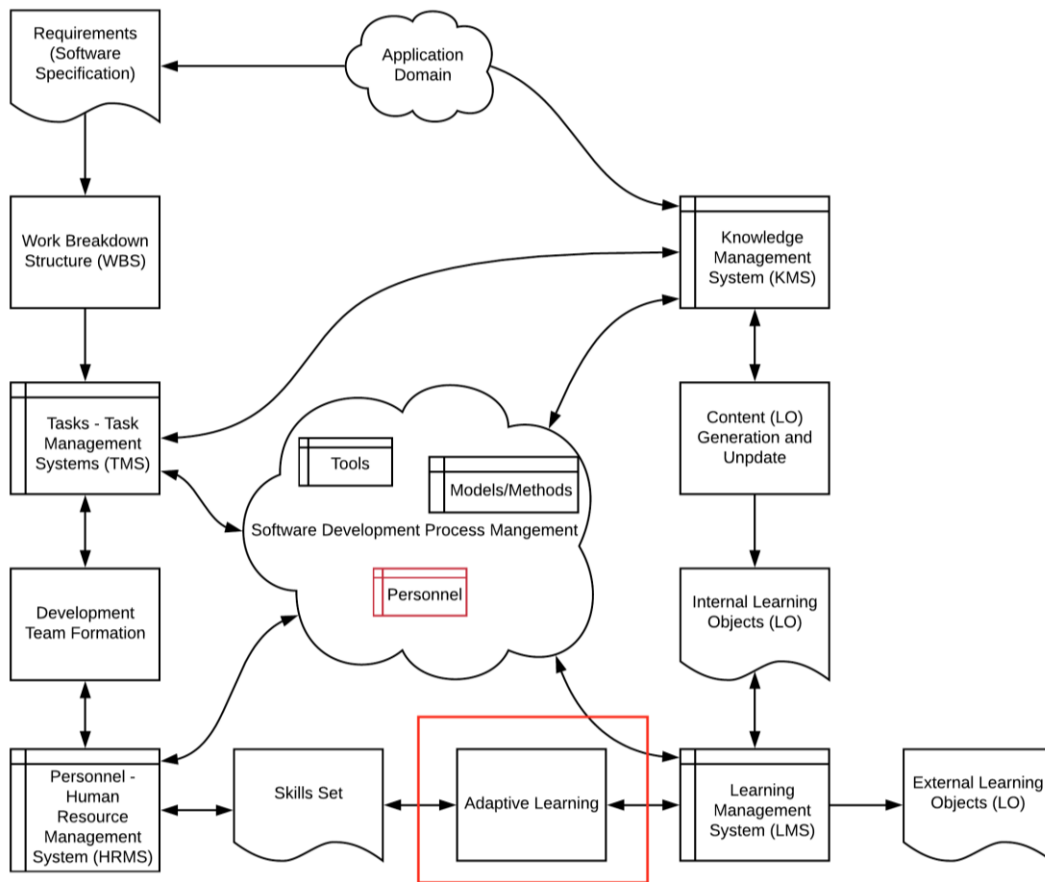 Requirements
(Software
Specification)
Application
Domain
Work Breakdown
Structure (WBS)
Knowledge
Management
System (KMS)
Tasks - Task
Management
Systems (TMS)
Tools
Models/Methods
Software Development Process Mangement
Personnel
Content (LO)
Generation and
Unpdate
Development
Team Formation
Internal Learning
Objects (LO)
Personnel -
Human
Resource
Management
System (HRMS)
Skills Set
Adaptive Learning
Learning
Management
System (LMS)
External Learning
Objects (LO)